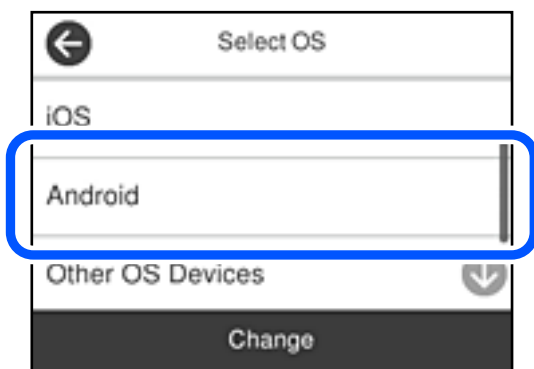 Select OS
iOS
Android
Other OS Devices
Change